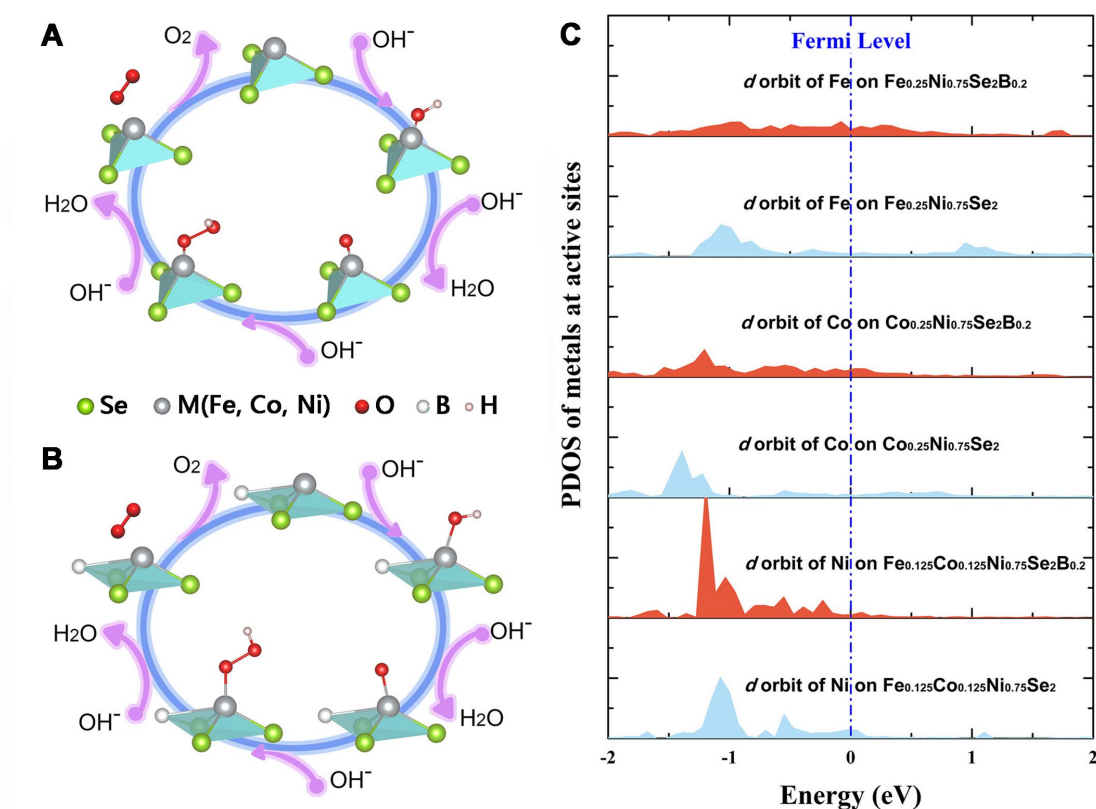 A
O₂
OH⁻
H₂O
OH⁻
OH⁻
H₂O
OH⁻
Se M(Fe, Co, Ni) O B H
B
O₂
OH⁻
H₂O
OH⁻
OH⁻
H₂O
OH⁻
C
PDOS of metals at active sites
Fermi Level
d orbit of Fe on Fe₀.₂₅Ni₀.₇₅Se₂B₀.₂
d orbit of Fe on Fe₀.₂₅Ni₀.₇₅Se₂
d orbit of Co on Co₀.₂₅Ni₀.₇₅Se₂B₀.₂
d orbit of Co on Co₀.₂₅Ni₀.₇₅Se₂
d orbit of Ni on Fe₀.₁₂₅Co₀.₁₂₅Ni₀.₇₅Se₂B₀.₂
d orbit of Ni on Fe₀.₁₂₅Co₀.₁₂₅Ni₀.₇₅Se₂
-2 -1 0 1 2
Energy (eV)